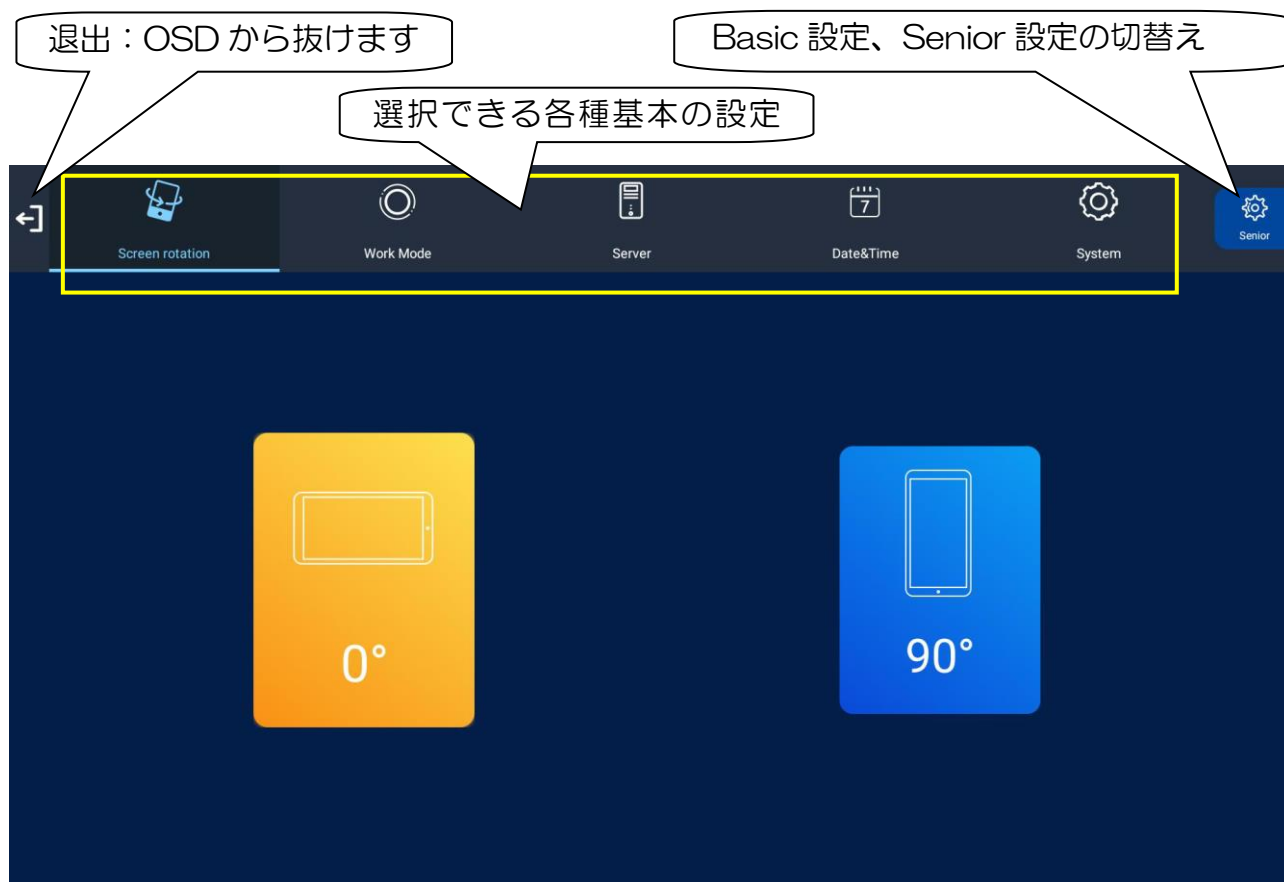 退出：OSD から抜けます
Basic 設定、Senior 設定の切替え
選択できる各種基本の設定
7
Screen rotation
Work Mode
Server
Date&Time
System
Senior
0°
90°